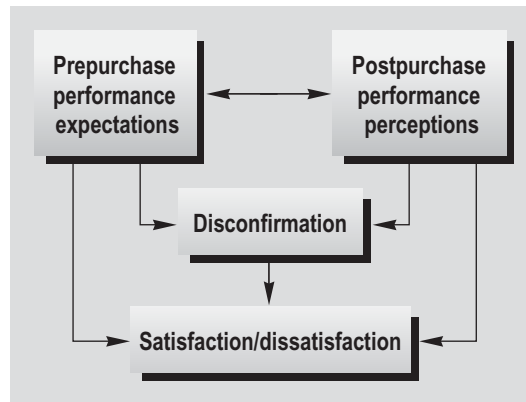 Prepurchase
performance
expectations
Postpurchase
performance
perceptions
Disconfirmation
Satisfaction/dissatisfaction